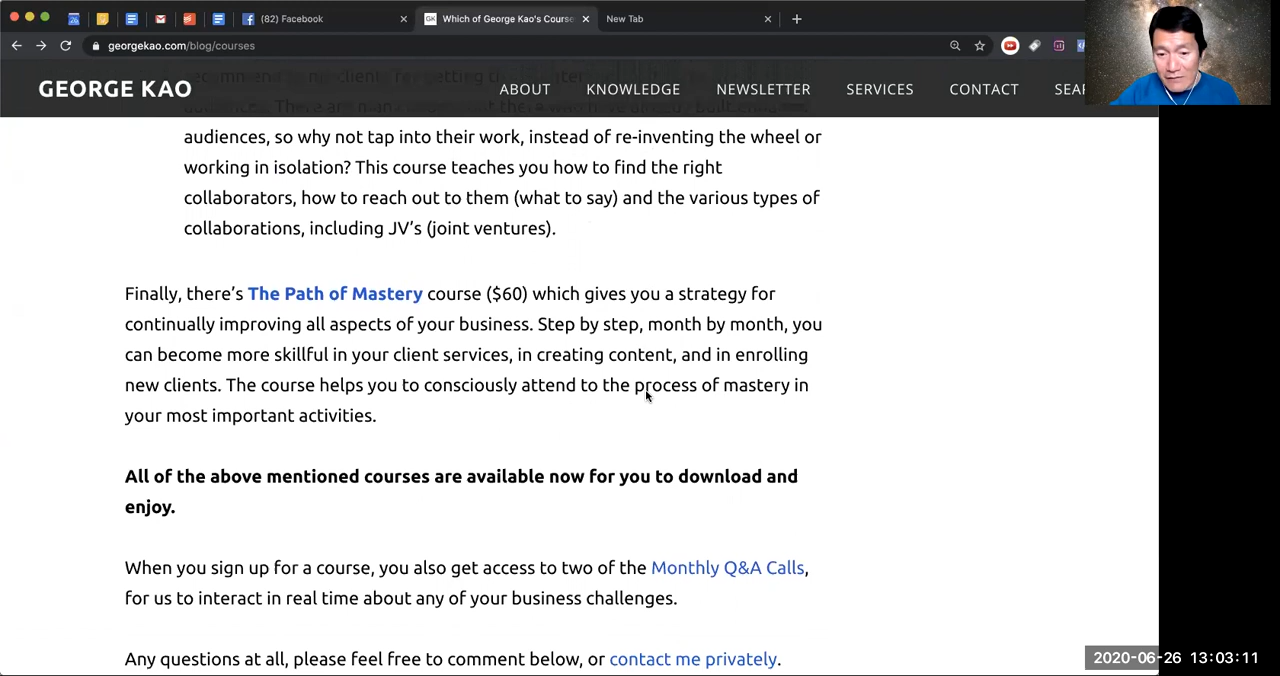 (82) Facebook
Which of George Kao's Course
New Tab
georgekao.com/blog/courses
GEORGE KAO
ABOUT
KNOWLEDGE
NEWSLETTER
SERVICES
CONTACT
SEAR
audiences, so why not tap into their work, instead of re-inventing the wheel or
working in isolation? This course teaches you how to find the right
collaborators, how to reach out to them (what to say) and the various types of
collaborations, including JV’s (joint ventures).
Finally, there’s The Path of Mastery course ($60) which gives you a strategy for
continually improving all aspects of your business. Step by step, month by month, you
can become more skillful in your client services, in creating content, and in enrolling
new clients. The course helps you to consciously attend to the process of mastery in
your most important activities.
All of the above mentioned courses are available now for you to download and
enjoy.
When you sign up for a course, you also get access to two of the Monthly Q&A Calls,
for us to interact in real time about any of your business challenges.
Any questions at all, please feel free to comment below, or contact me privately.
2020-06-26 13:03:11